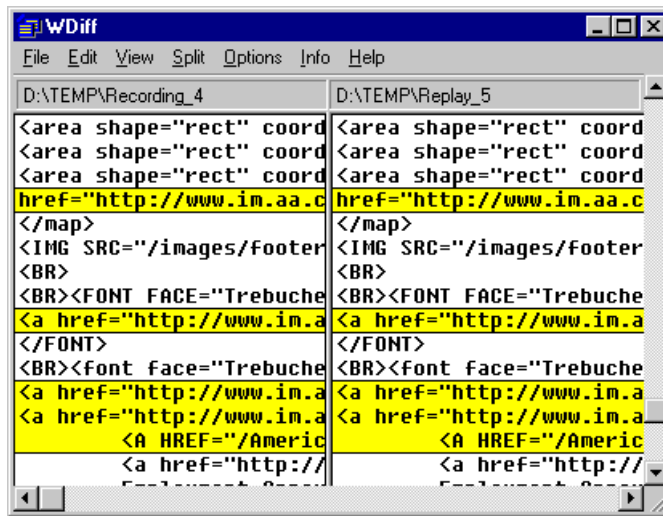 WDiff
File Edit View Split Options Info Help
D:\TEMP\Recording_4 D:\TEMP\Replay_5
<area shape="rect" coord <area shape="rect" coord
<area shape="rect" coord <area shape="rect" coord
<area shape="rect" coord <area shape="rect" coord
href="http://www.im.aa.c href="http://www.im.aa.c
</map> </map>
<IMG SRC="/images/footer <IMG SRC="/images/footer
<BR> <BR>
<BR><FONT FACE="Trebuche <BR><FONT FACE="Trebuche
<a href="http://www.im.a <a href="http://www.im.a
</FONT> </FONT>
<BR><font face="Trebuche <BR><font face="Trebuche
<a href="http://www.im.a <a href="http://www.im.a
<a href="http://www.im.a <a href="http://www.im.a
<A HREF="/Americ <A HREF="/Americ
<a href="http:// <a href="http://